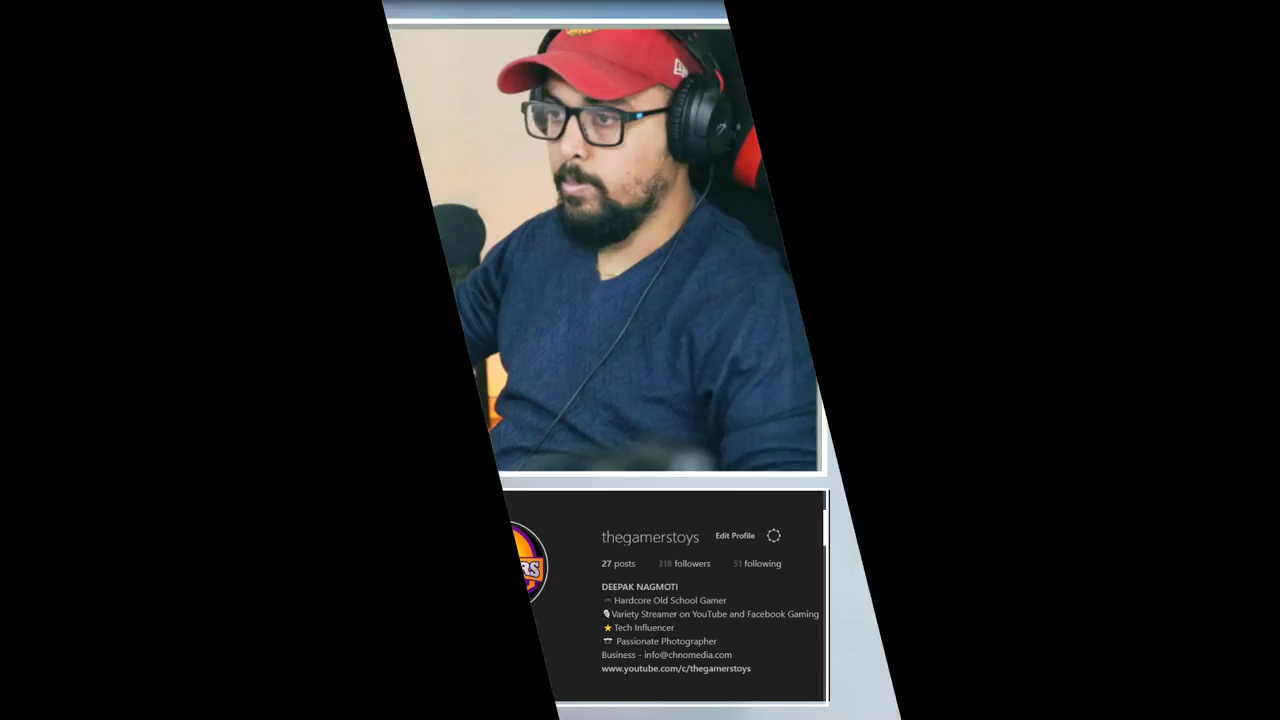 RS
thegamerstoys Edit Profile
27 posts 318 followers 51 following
DEEPAK NAGMOTI
Hardcore Old School Gamer
Variety Streamer on YouTube and Facebook Gaming
Tech Influencer
Passionate Photographer
Business - info@chnomedia.com
www.youtube.com/c/thegamerstoys